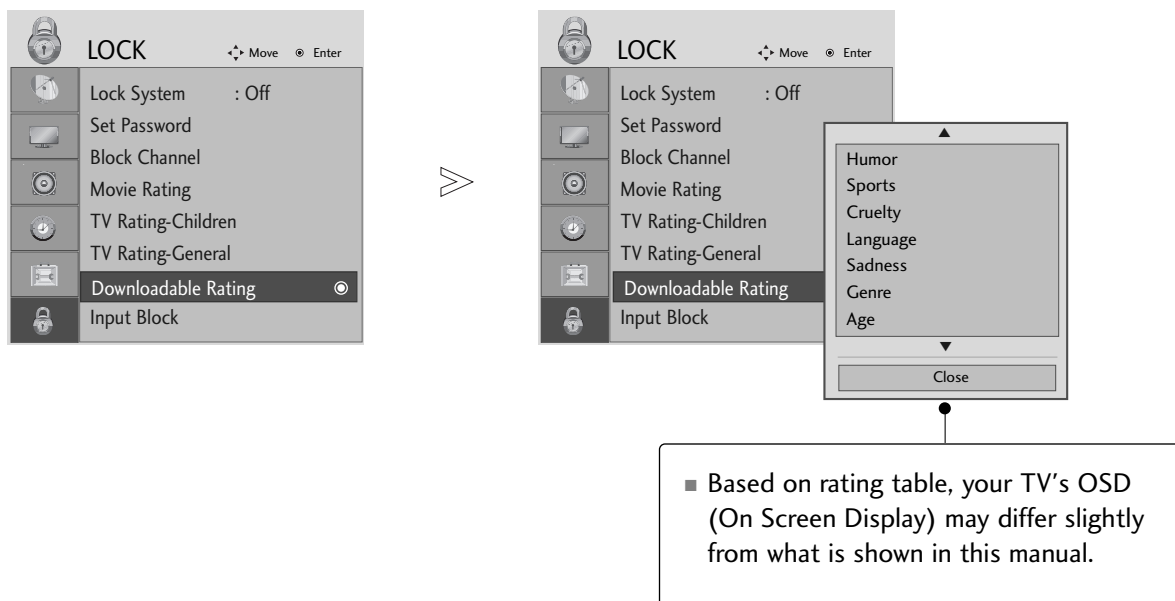 LOCK
Move Enter
Lock System : Off
Set Password
Block Channel
Movie Rating
TV Rating-Children
TV Rating-General
Downloadable Rating
Input Block
LOCK
Move Enter
Lock System : Off
Set Password
Block Channel
Movie Rating
TV Rating-Children
TV Rating-General
Downloadable Rating
Input Block
Humor
Sports
Cruelty
Language
Sadness
Genre
Age
Close
Based on rating table, your TV’s OSD
(On Screen Display) may differ slightly
from what is shown in this manual.